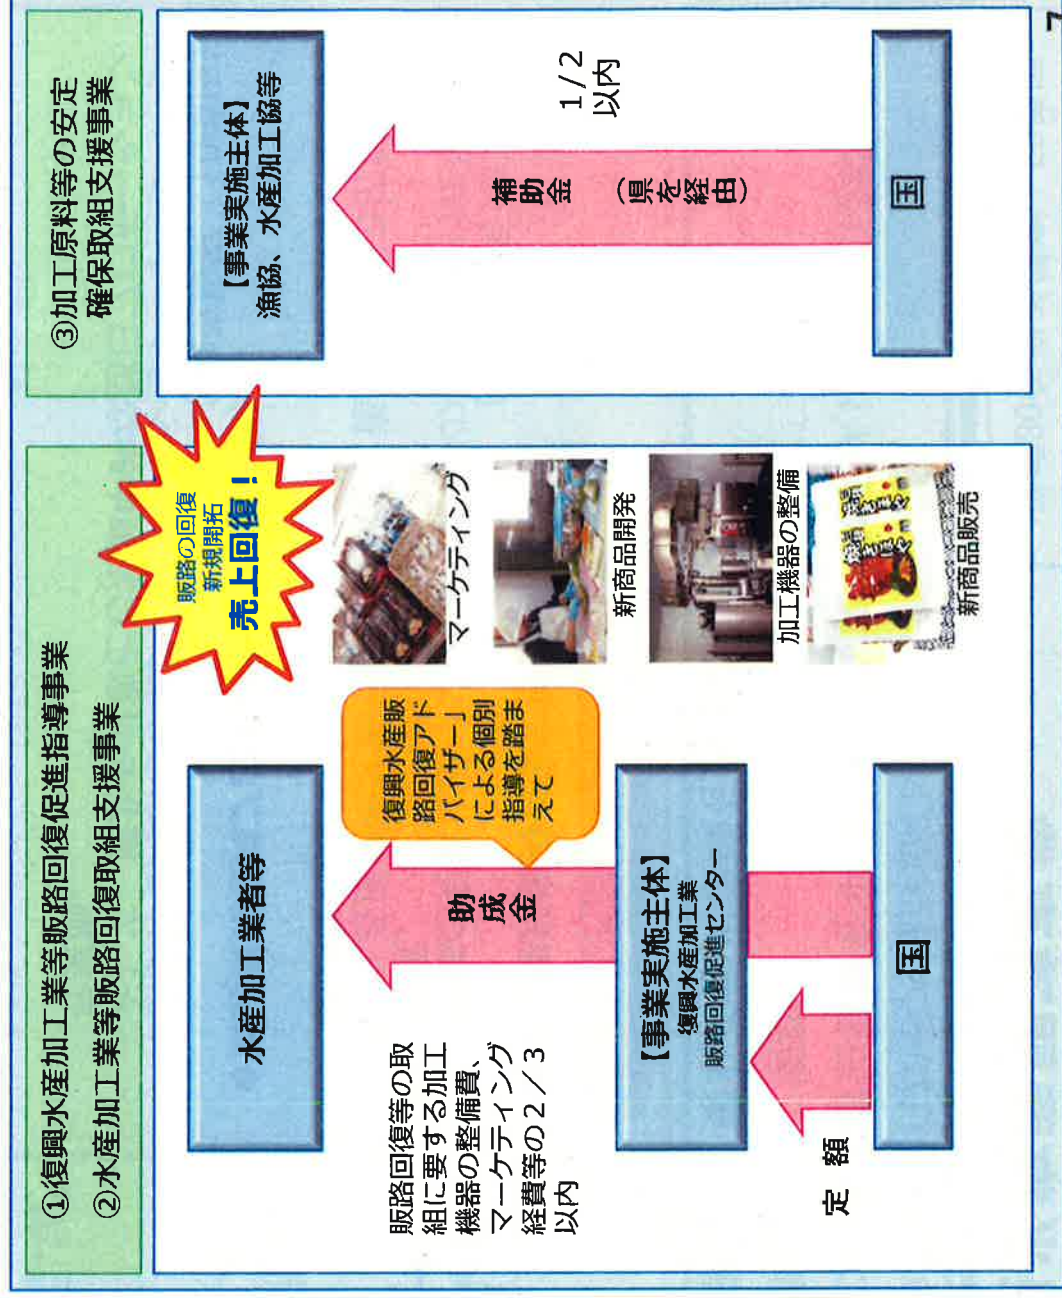 ①復興水産加工業等販路回復促進指導事業
②水産加工業等販路回復取組支援事業
水産加工業者等
販路の回復
新規開拓
売上回復！
販路回復等の取
組に要する加工
機器の整備費、
マーケティング
経費等の２／３
以内
助成金
復興水産販
路回復アド
バイザー」
による個別
指導を踏ま
えて
マーケティング
新商品開発
加工機器の整備
新商品販売
【事業実施主体】
復興水産加工業
販路回復促進センター
定　額
国
③加工原料等の安定
確保取組支援事業
【事業実施主体】
漁協、水産加工協等
補助金　（県を経由）
1/2
以内
国
7